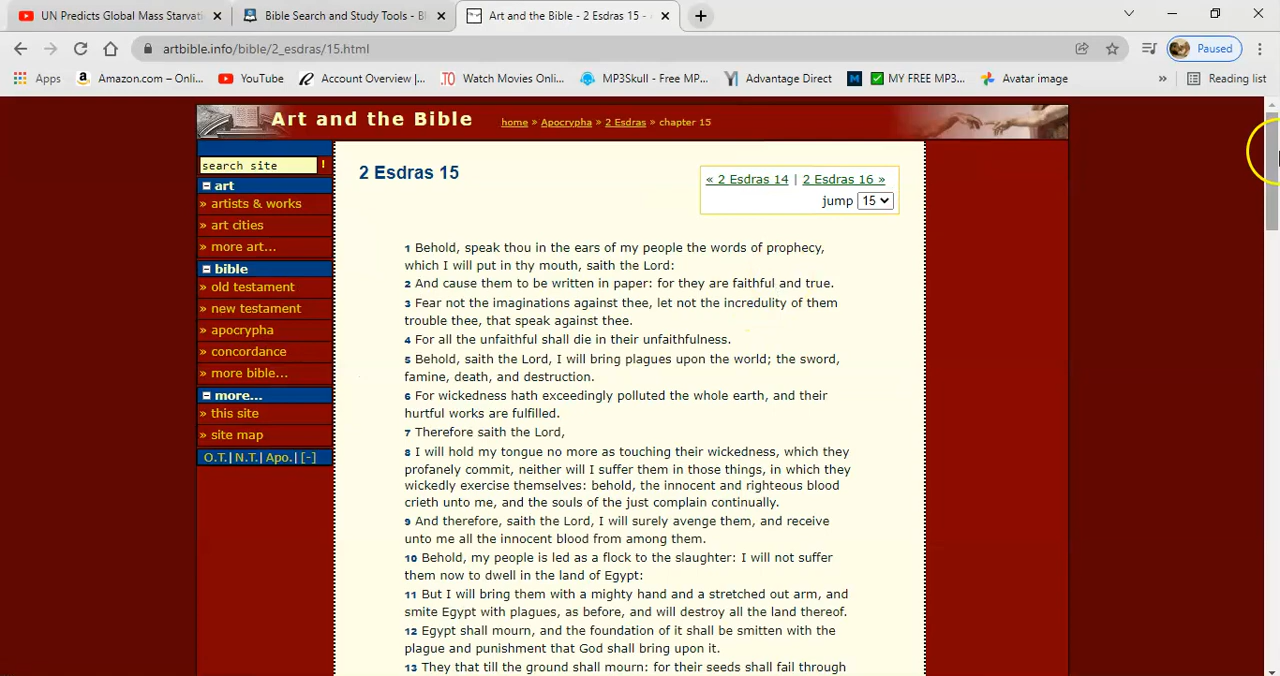 UN Predicts Global Mass Starvati
Bible Search and Study Tools - Bl
Art and the Bible - 2 Esdras 15 -
artbible.info/bible/2_esdras/15.html
Paused
Apps
Amazon.com – Onli...
YouTube
Account Overview |...
Watch Movies Onlin...
MP3Skull - Free MP...
Advantage Direct
MY FREE MP3...
Avatar image
»
Reading list
Art and the Bible
home » Apocrypha » 2 Esdras » chapter 15
search site !
art
» artists & works
» art cities
» more art...
bible
» old testament
» new testament
» apocrypha
» concordance
» more bible...
more...
» this site
» site map
O.T.| N.T.| Apo.| [-]
2 Esdras 15
« 2 Esdras 14 | 2 Esdras 16 »
jump 15
1 Behold, speak thou in the ears of my people the words of prophecy,
which I will put in thy mouth, saith the Lord:
2 And cause them to be written in paper: for they are faithful and true.
3 Fear not the imaginations against thee, let not the incredulity of them
trouble thee, that speak against thee.
4 For all the unfaithful shall die in their unfaithfulness.
5 Behold, saith the Lord, I will bring plagues upon the world; the sword,
famine, death, and destruction.
6 For wickedness hath exceedingly polluted the whole earth, and their
hurtful works are fulfilled.
7 Therefore saith the Lord,
8 I will hold my tongue no more as touching their wickedness, which they
profanely commit, neither will I suffer them in those things, in which they
wickedly exercise themselves: behold, the innocent and righteous blood
crieth unto me, and the souls of the just complain continually.
9 And therefore, saith the Lord, I will surely avenge them, and receive
unto me all the innocent blood from among them.
10 Behold, my people is led as a flock to the slaughter: I will not suffer
them now to dwell in the land of Egypt:
11 But I will bring them with a mighty hand and a stretched out arm, and
smite Egypt with plagues, as before, and will destroy all the land thereof.
12 Egypt shall mourn, and the foundation of it shall be smitten with the
plague and punishment that God shall bring upon it.
13 They that till the ground shall mourn: for their seeds shall fail through